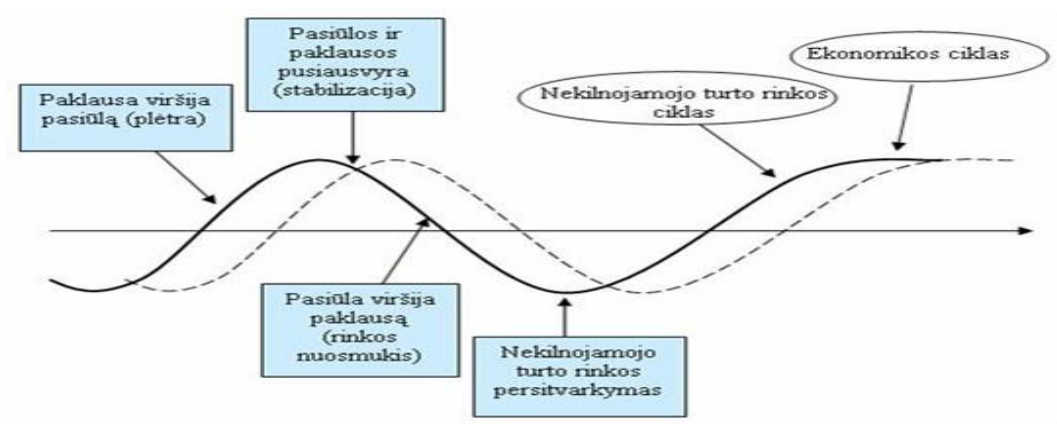 Pasiūlos ir
paklausos
pusiausvyra
(stabilizacija)
Ekonomikos ciklas
Paklausa viršija
pasiūlą (plėtra)
Nekilnojamojo turto rinkos
ciklas
Pasiūla viršija
paklausą
(rinkos
nuosmukis)
Nekilnojamojo
turto rinkos
persitvarkymas